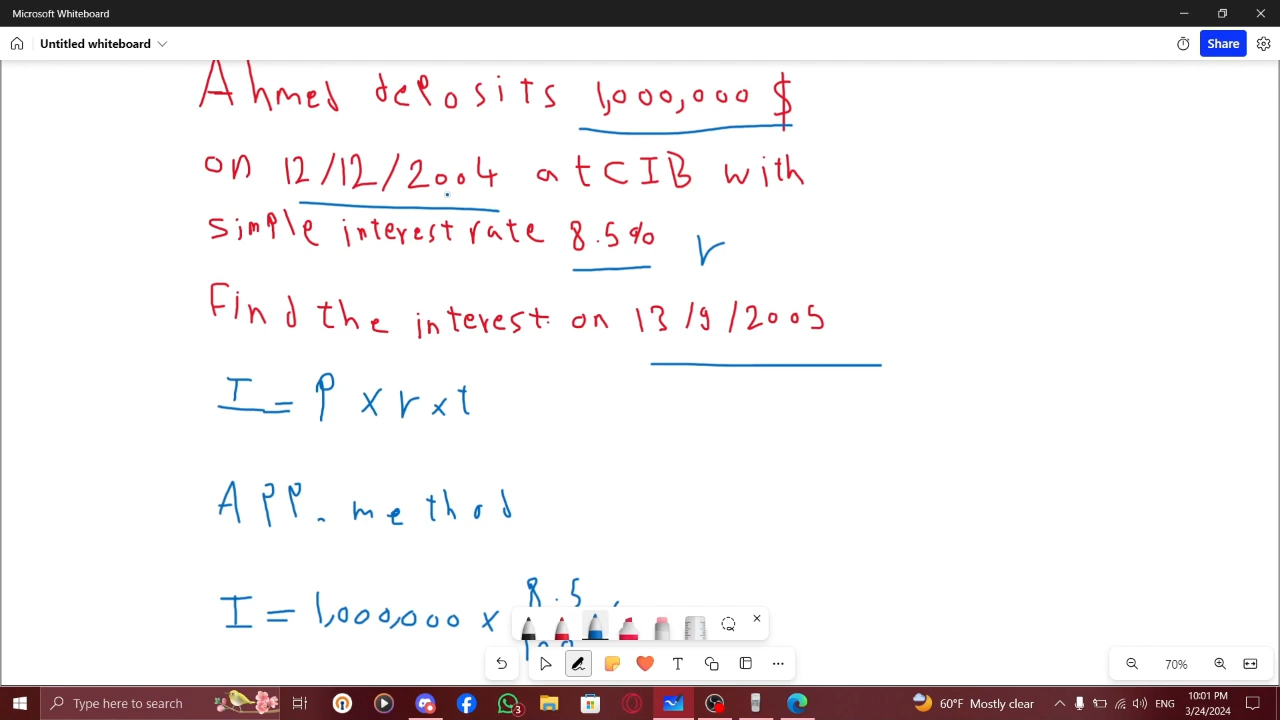 Microsoft Whiteboard
Untitled whiteboard
Share
Ahmed deposits 1,000,000 $
on 12/12/2004 at CIB with
simple interest rate 8.5% r
Find the interest on 13/9/2005
I = P x r x t
APP. method
I = 1,000,000 x 8.5
70%
Type here to search
3
60°F Mostly clear
ENG
10:01 PM
3/24/2024